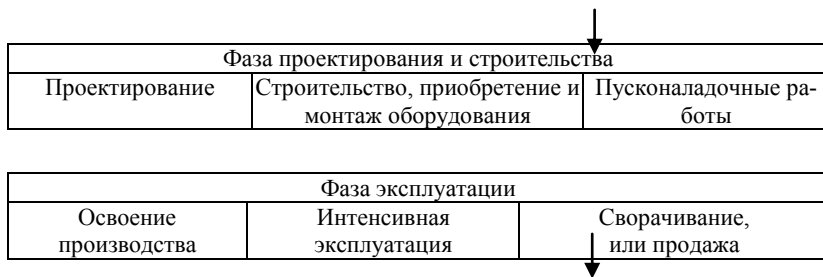 Фаза проектирования и строительства
Проектирование
Строительство, приобретение и
монтаж оборудования
Пусконаладочные ра-
боты
Фаза эксплуатации
Освоение
производства
Интенсивная
эксплуатация
Сворачивание,
или продажа